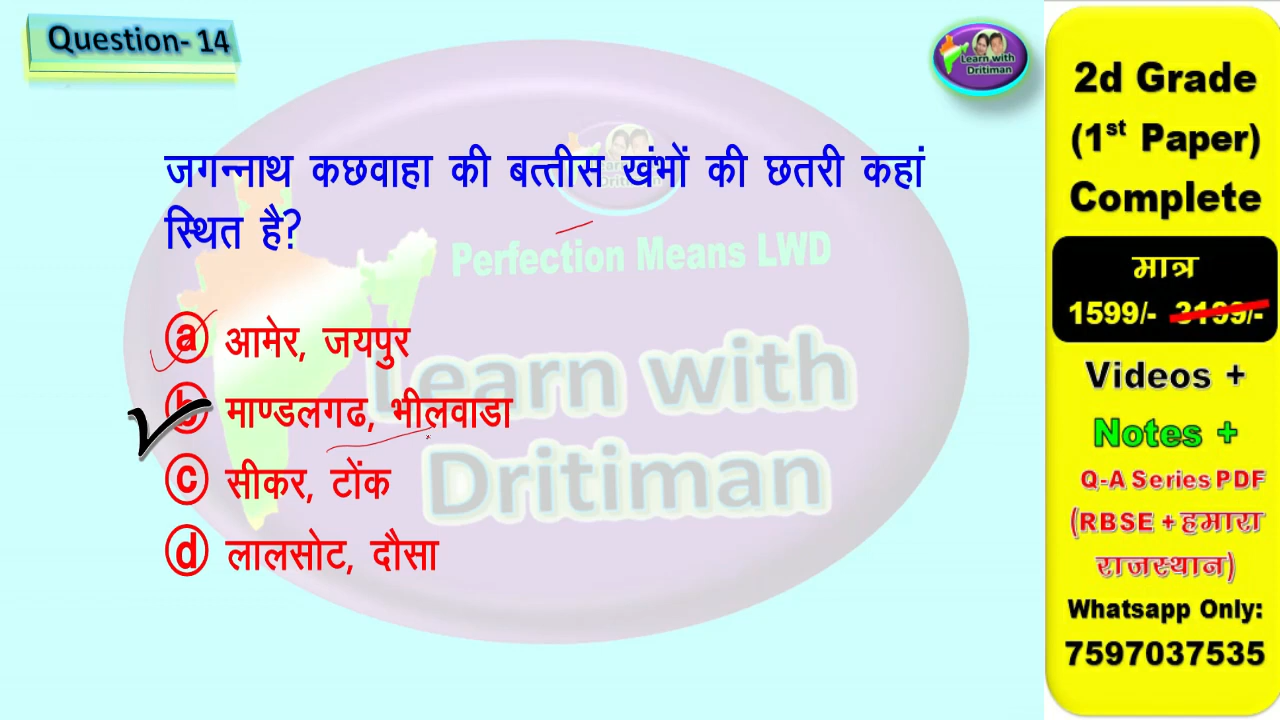 Question- 14
Learn with
Dritiman
जगन्नाथ कछवाहा की बत्तीस खंभों की छतरी कहां
स्थित है?
Perfection Means LWD
ⓐ आमेर, जयपुर
ⓑ माण्डलगढ, भीलवाडा
ⓒ सीकर, टोंक
ⓓ लालसोट, दौसा
Learn with
Dritiman
2d Grade
(1st Paper)
Complete
मात्र
1599/- 3199/-
Videos +
Notes +
Q-A Series PDF
(RBSE + हमारा
राजस्थान)
Whatsapp Only:
7597037535